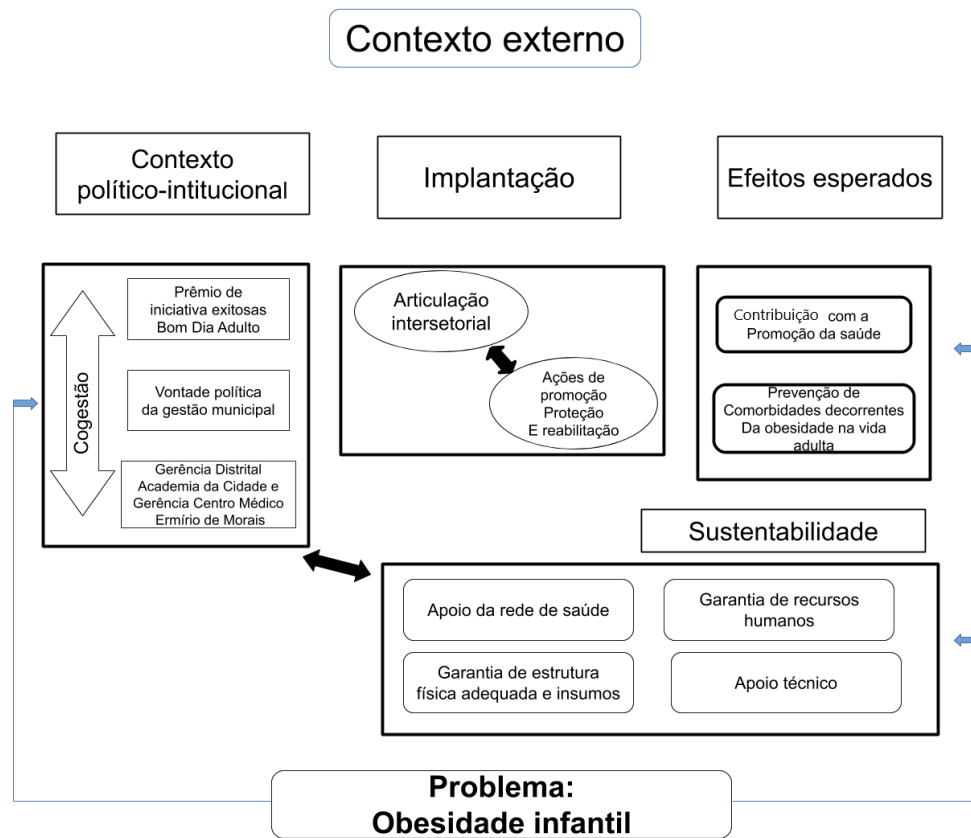 Contexto externo
Contexto
político-intitucional
Implantação
Efeitos esperados
Cogestão
Prêmio de
iniciativa exitosas
Bom Dia Adulto
Vontade política
da gestão municipal
Gerência Distrital
Academia da Cidade e
Gerência Centro Médico
Ermírio de Morais
Articulação
intersetorial
Ações de
promoção
Proteção
E reabilitação
Contribuição com a
Promoção da saúde
Prevenção de
Comorbidades decorrentes
Da obesidade na vida
adulta
Sustentabilidade
Apoio da rede de saúde
Garantia de recursos
humanos
Garantia de estrutura
física adequada e insumos
Apoio técnico
Problema:
Obesidade infantil